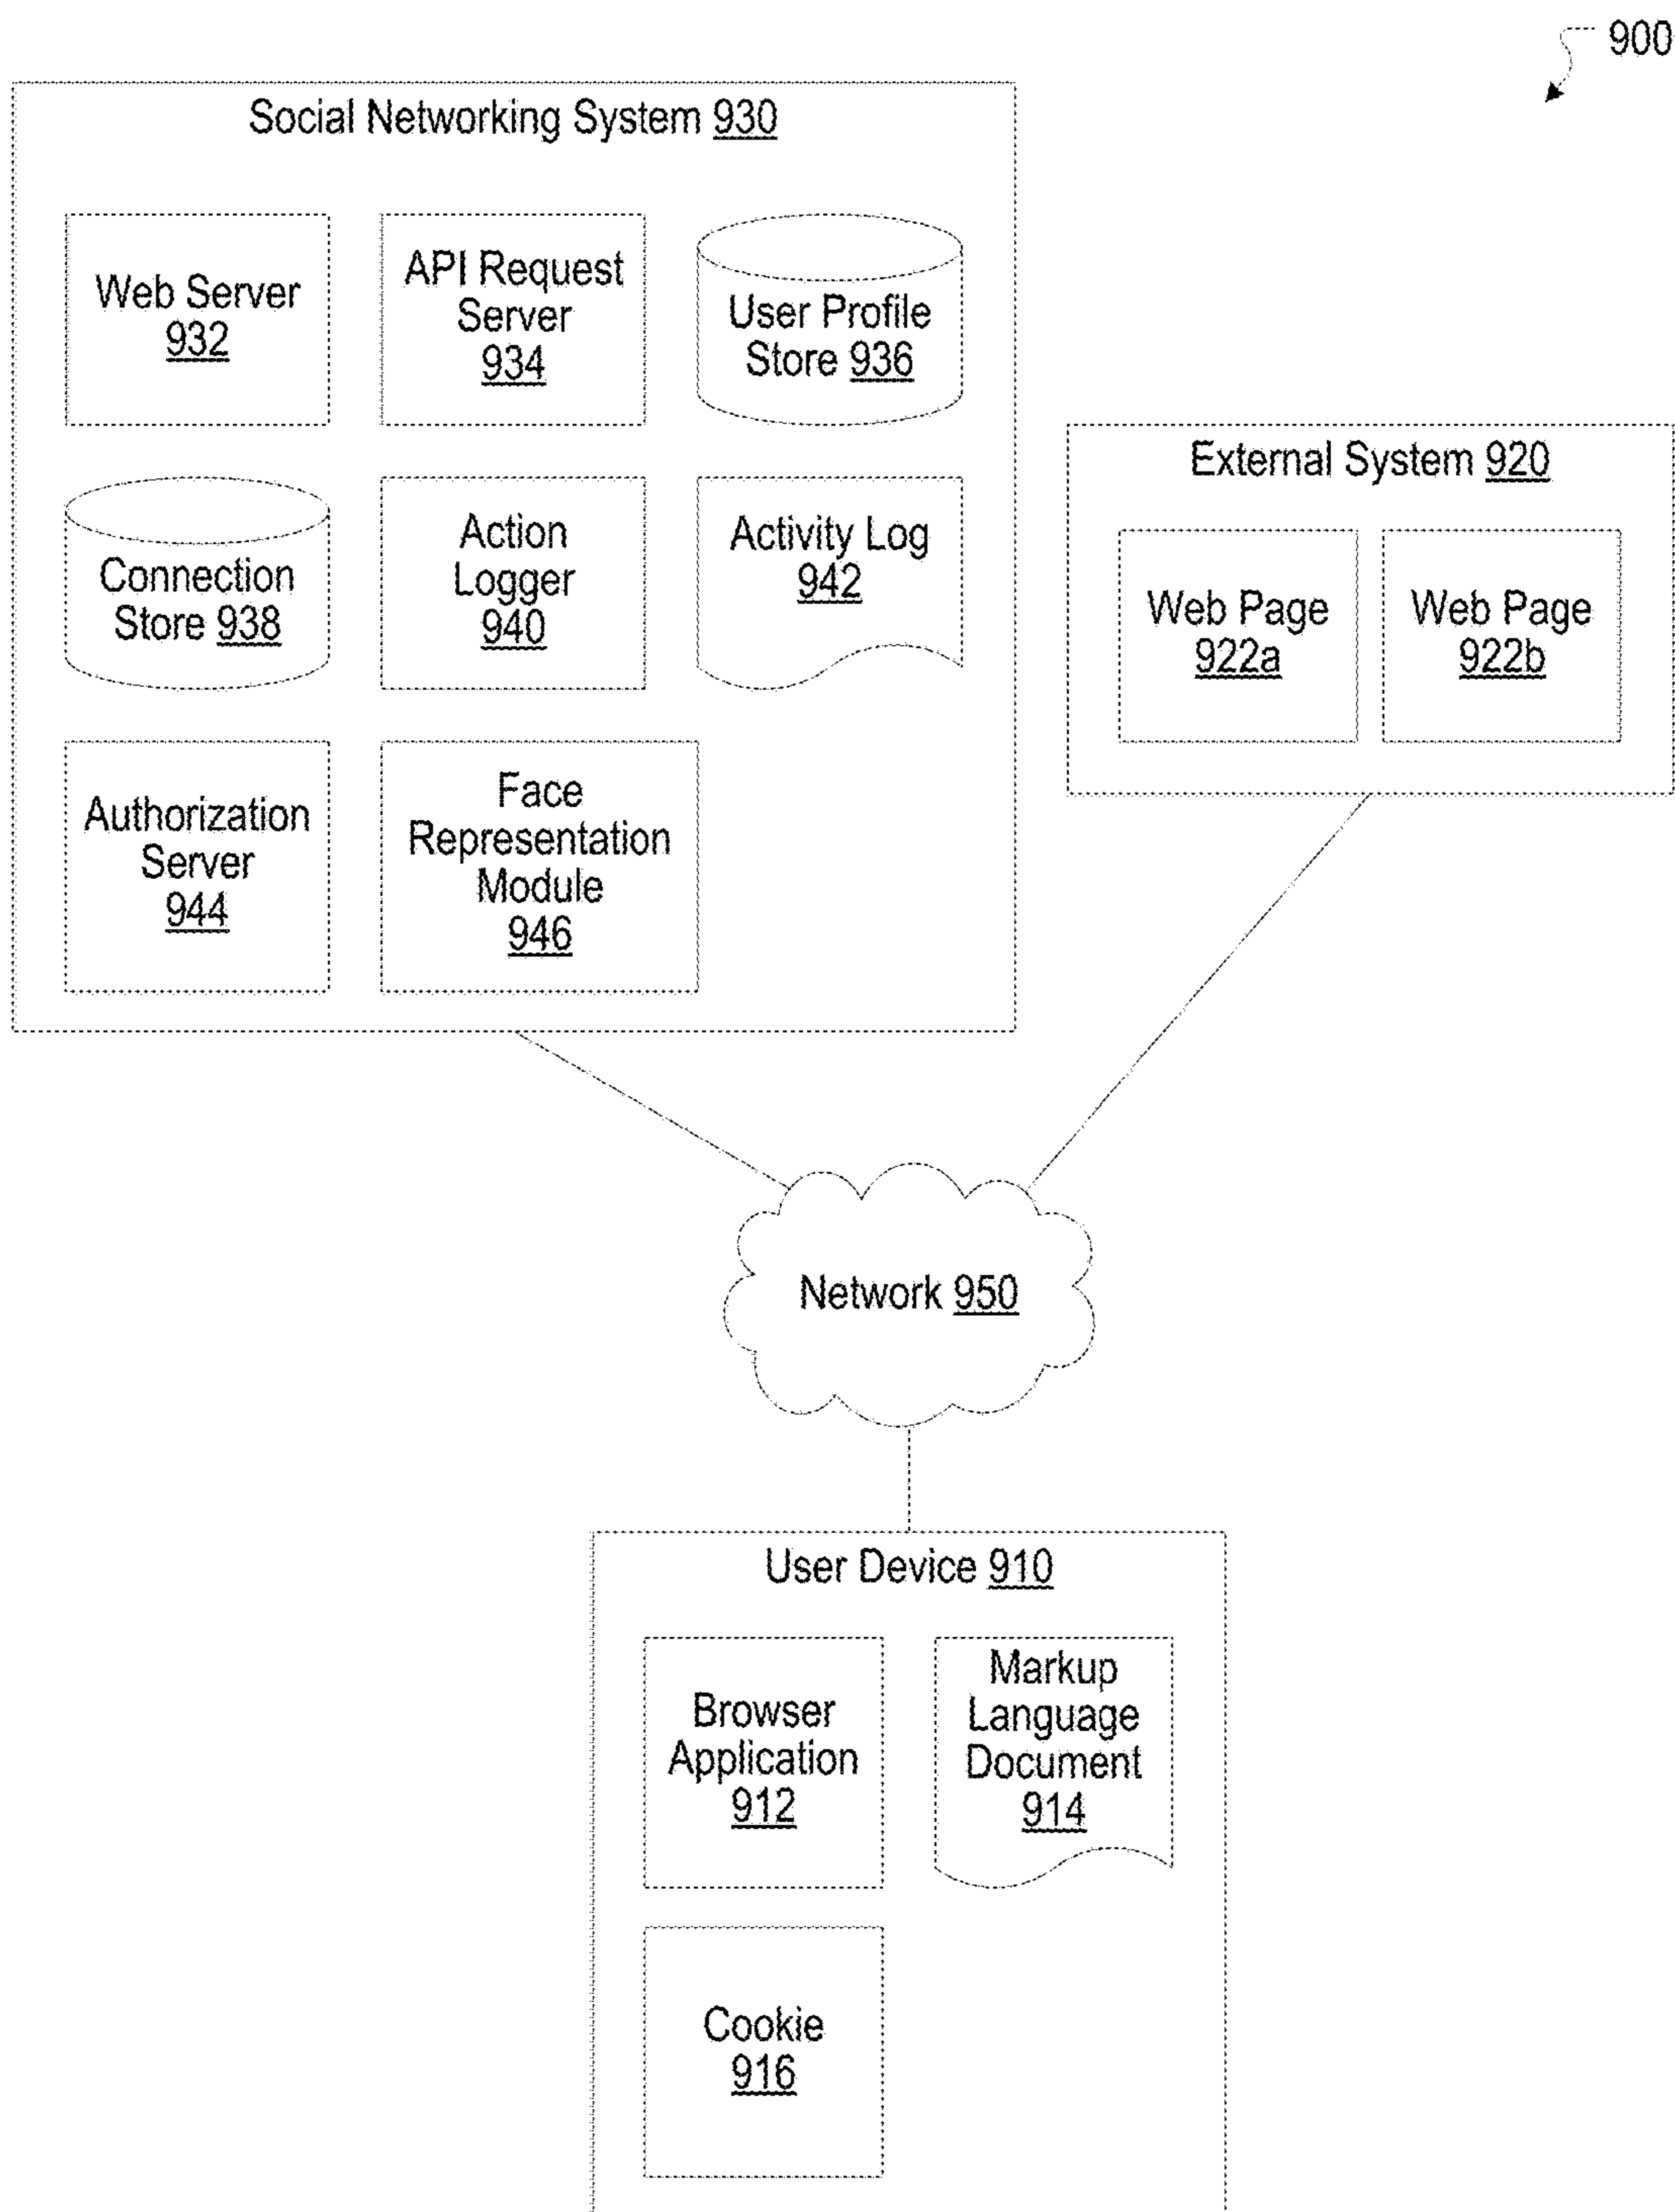 900
Social Networking System 930
Web Server
932
API Request
Server
934
User Profile
Store 936
Connection
Store 938
Action
Logger
940
Activity Log
942
Authorization
Server
944
Face
Representation
Module
946
External System 920
Web Page
922a
Web Page
922b
Network 950
User Device 910
Browser
Application
912
Markup
Language
Document
914
Cookie
916